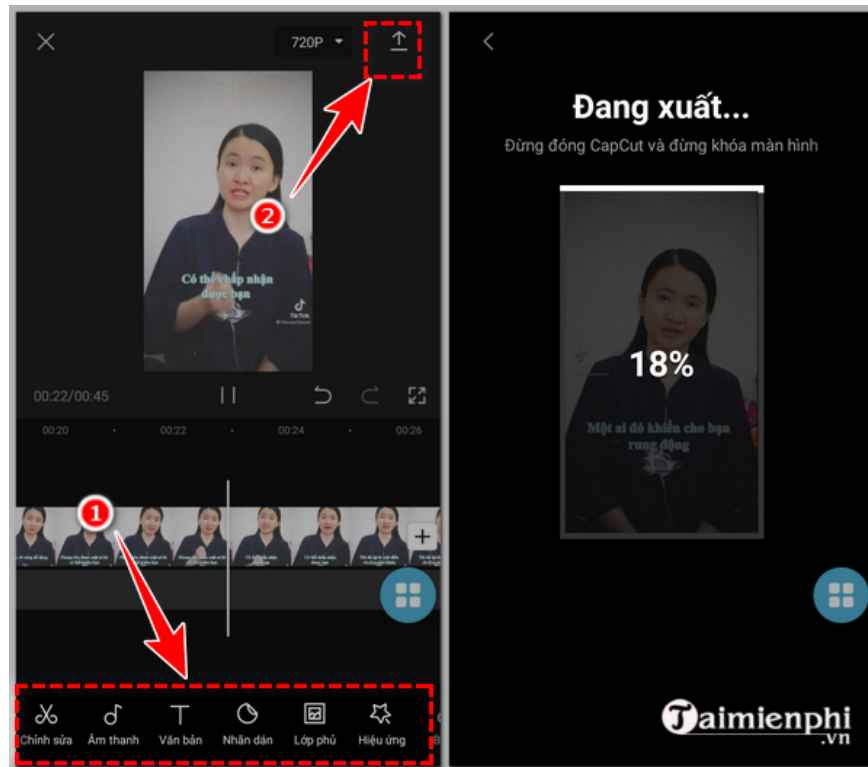 720P
Có thể chấp nhận
được bạn
TikTok
00:22/00:45
00:20
00:22
00:24
00:26
1
2
Chỉnh sửa
Âm thanh
Văn bản
Nhãn dán
Lớp phủ
Hiệu ứng
Đang xuất...
Đừng đóng CapCut và đừng khóa màn hình
18%
Một ai đó khiến cho bạn
rung động
Taimienphi
.vn